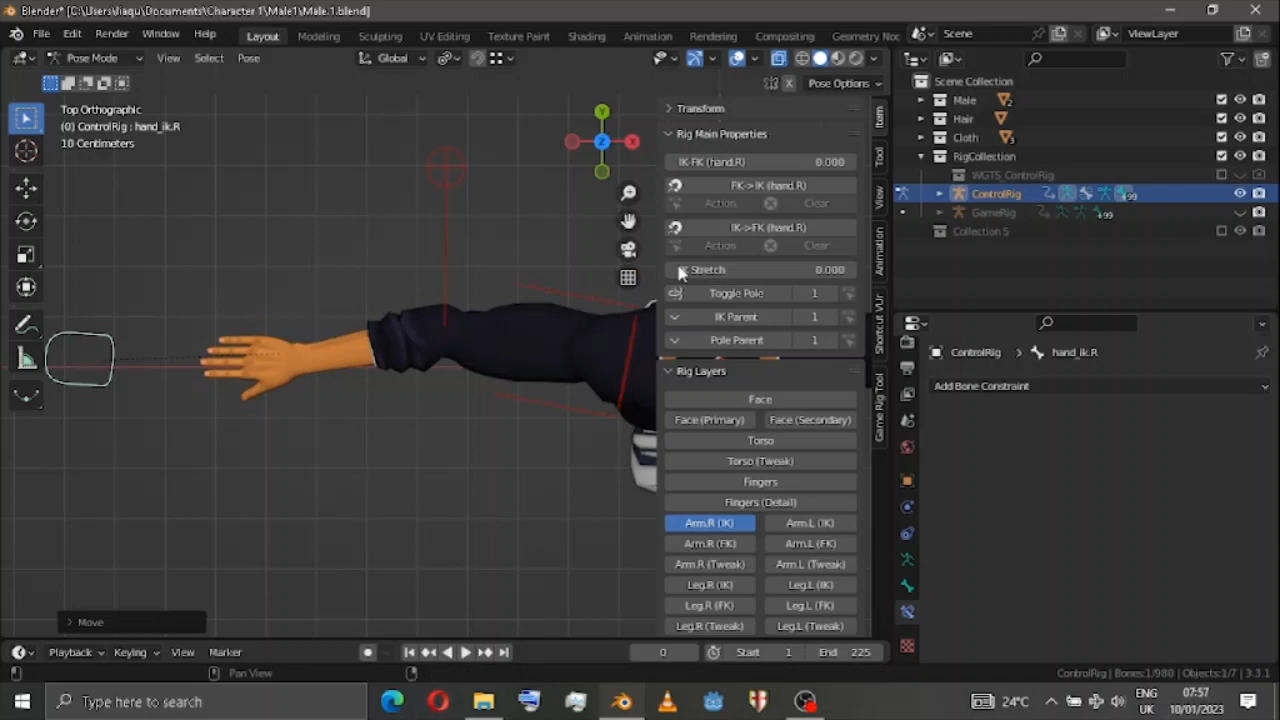 Blender* [C:\Users\liaqu\Documents\Character 1\Male1\Male.1.blend]
File Edit Render Window Help Layout Modeling Sculpting UV Editing Texture Paint Shading Animation Rendering Compositing Geometry Noc Scene ViewLayer
Pose Mode View Select Pose Global
X Pose Options
Top Orthographic
(0) ControlRig : hand_ik.R
10 Centimeters
Y
X
Z
Transform
Rig Main Properties
IK-FK (hand.R) 0.000
FK->IK (hand.R)
Action Clear
IK->FK (hand.R)
Action Clear
Stretch 0.000
Toggle Pole 1
IK Parent 1
Pole Parent 1
Rig Layers
Face
Face (Primary) Face (Secondary)
Torso
Torso (Tweak)
Fingers
Fingers (Detail)
Arm.R (IK) Arm.L (IK)
Arm.R (FK) Arm.L (FK)
Arm.R (Tweak) Arm.L (Tweak)
Leg.R (IK) Leg.L (IK)
Leg.R (FK) Leg.L (FK)
Leg.R (Tweak) Leg.L (Tweak)
Item
Tool
View
Animation
Shortcut VUr
Game Rig Tool
Scene Collection
Male 2
Hair
Cloth 3
RigCollection
WGTS_ControlRig
ControlRig 99
GameRig 99
Collection 5
ControlRig hand_ik.R
Add Bone Constraint
Move
Playback Keying View Marker 0 Start 1 End 225
Pan View ControlRig | Bones:1/980 | Objects:1/7 | 3.3.1
Type here to search 24°C ENG UK 07:57 10/01/2023